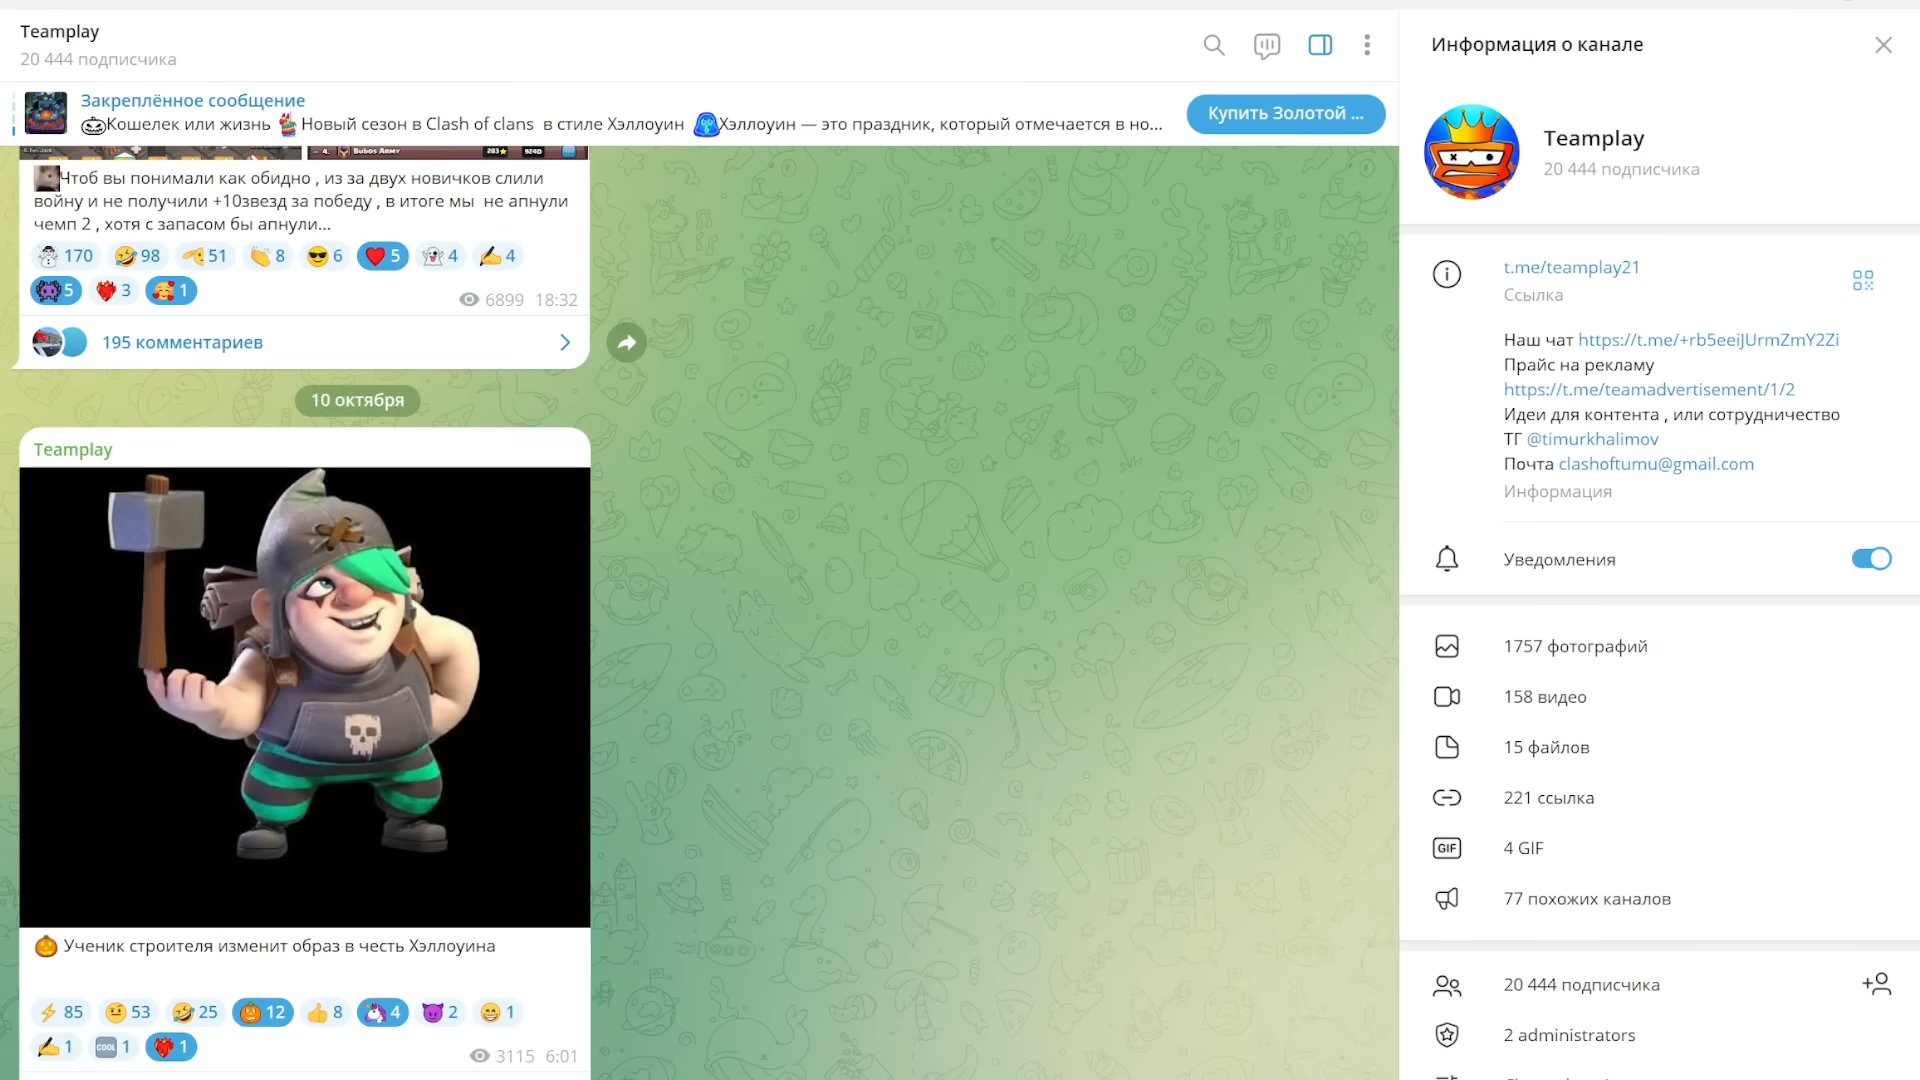 Teamplay
20 444 подписчика
Закреплённое сообщение
Кошелек или жизнь Новый сезон в Clash of clans в стиле Хэллоуин Хэллоуин — это праздник, который отмечается в но...
Купить Золотой ...
4. Bubos Army 283 9240
Чтоб вы понимали как обидно , из за двух новичков слили
войну и не получили +10звезд за победу , в итоге мы не апнули
чемп 2 , хотя с запасом бы апнули...
170 98 51 8 6 5 4 4
5 3 1
6899 18:32
195 комментариев
10 октября
Teamplay
Ученик строителя изменит образ в честь Хэллоуина
85 53 25 12 8 4 2 1
1 COOL 1 1
3115 6:01
Информация о канале
Teamplay
20 444 подписчика
t.me/teamplay21
Ссылка
Наш чат https://t.me/+rb5eeiJUrmZmY2Zi
Прайс на рекламу
https://t.me/teamadvertisement/1/2
Идеи для контента , или сотрудничество
ТГ @timurkhalimov
Почта clashoftumu@gmail.com
Информация
Уведомления
1757 фотографий
158 видео
15 файлов
221 ссылка
GIF 4 GIF
77 похожих каналов
20 444 подписчика
2 administrators